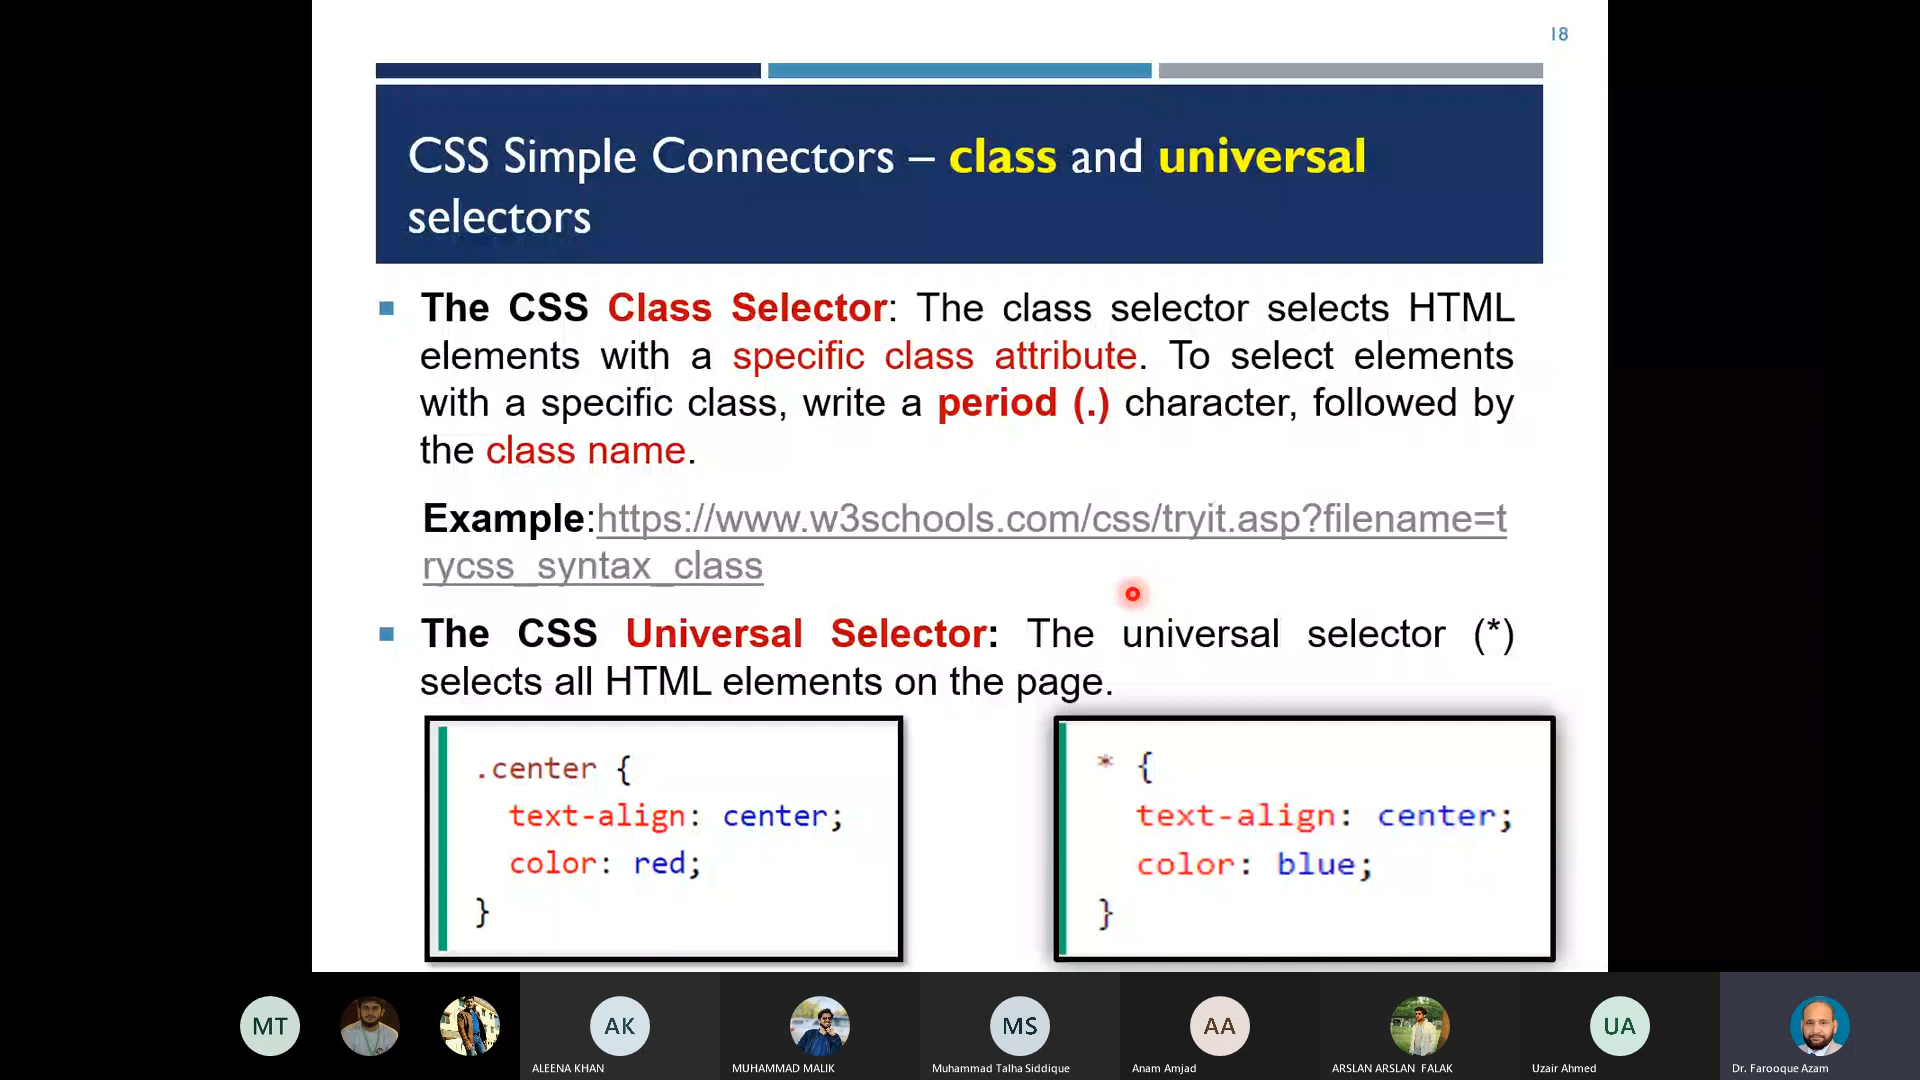 18
CSS Simple Connectors – class and universal
selectors
The CSS Class Selector: The class selector selects HTML
elements with a specific class attribute. To select elements
with a specific class, write a period (.) character, followed by
the class name.
Example:https://www.w3schools.com/css/tryit.asp?filename=t
rycss_syntax_class
The CSS Universal Selector: The universal selector (*)
selects all HTML elements on the page.
.center {
text-align: center;
color: red;
}
* {
text-align: center;
color: blue;
}
MT
AK
MS
AA
UA
ALEENA KHAN
MUHAMMAD MALIK
Muhammad Talha Siddique
Anam Amjad
ARSLAN ARSLAN FALAK
Uzair Ahmed
Dr. Farooque Azam